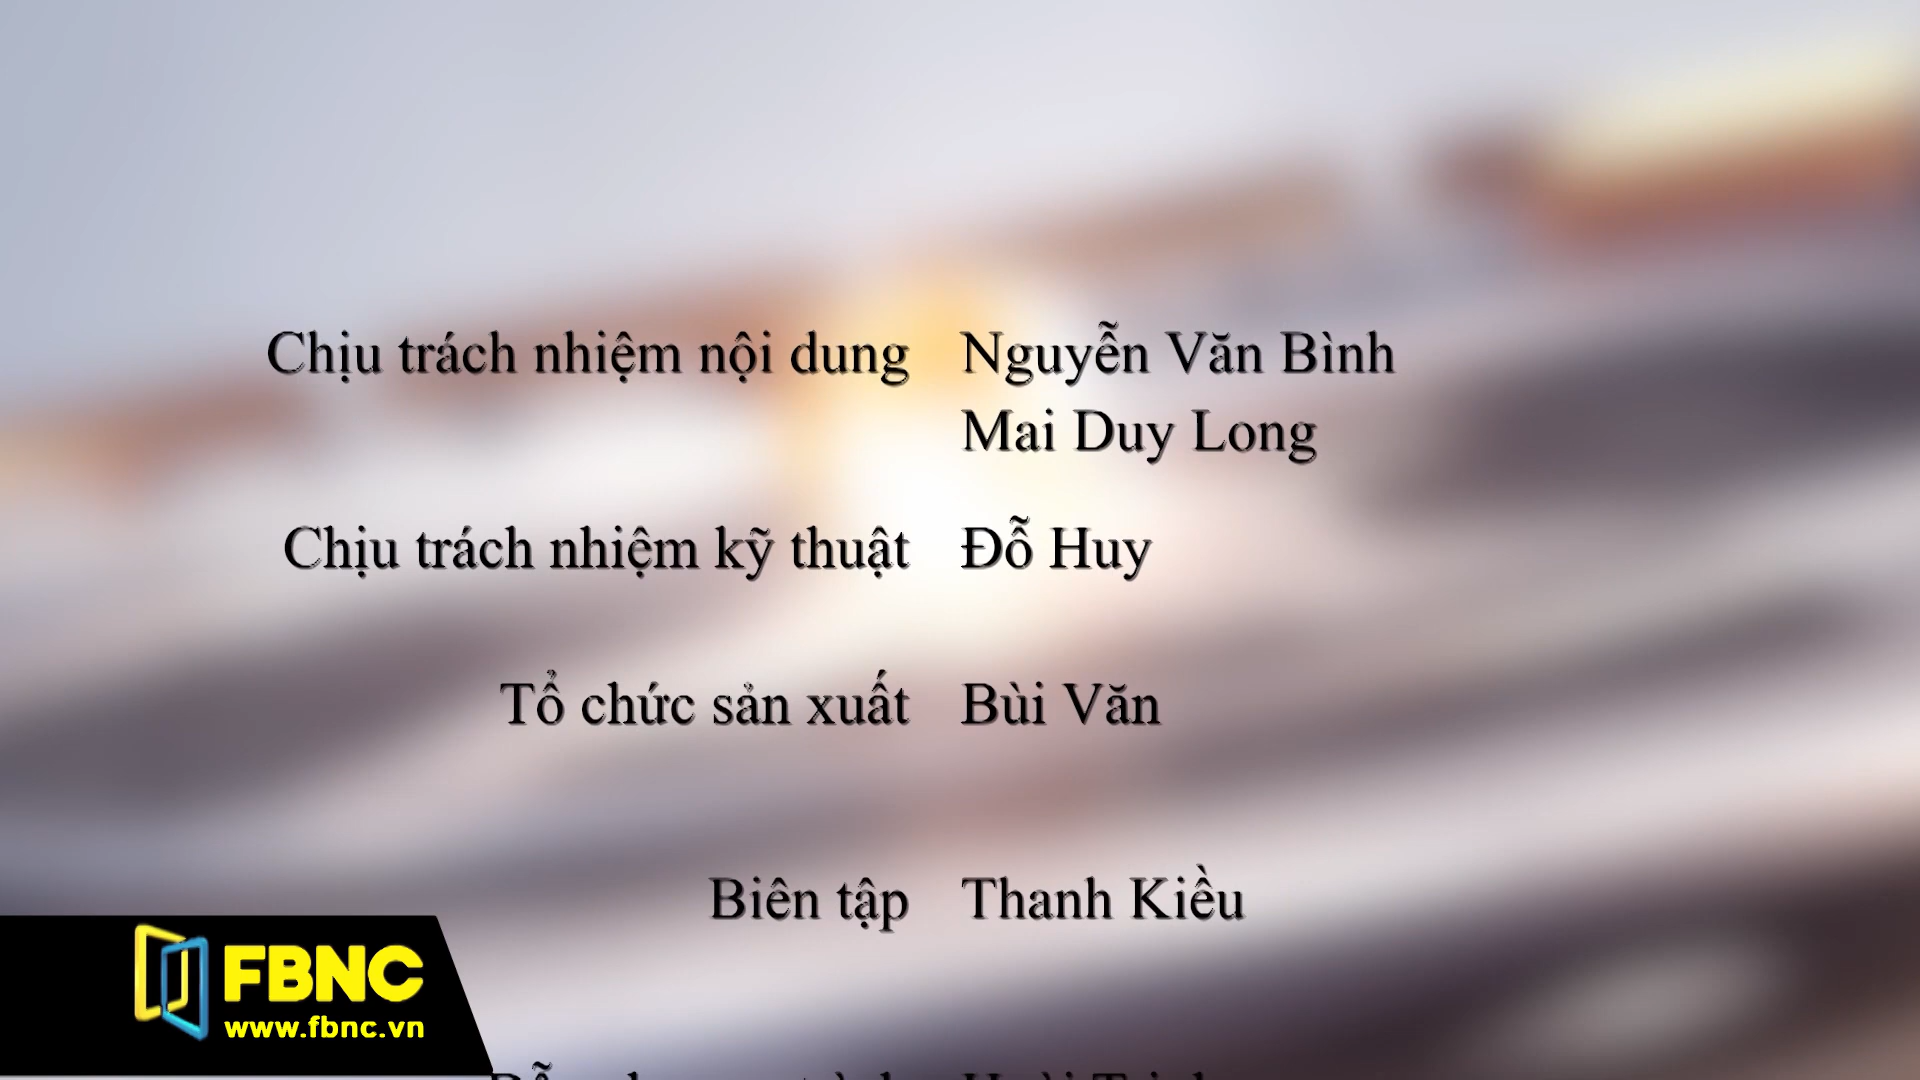 Chịu trách nhiệm nội dung Nguyễn Văn Bình
Mai Duy Long
Chịu trách nhiệm kỹ thuật Đỗ Huy
Tổ chức sản xuất Bùi Văn
Biên tập Thanh Kiều
FBNC
www.fbnc.vn